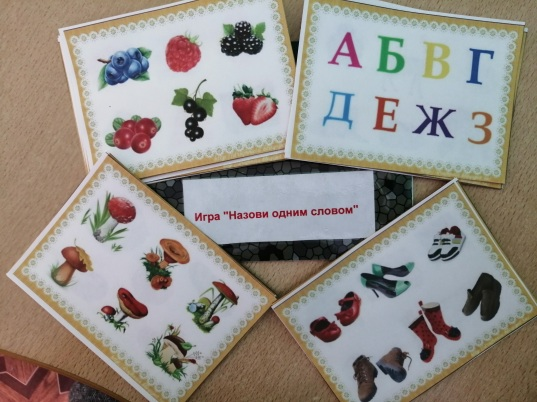 А Б В Г
Д Е Ж З
Игра "Назови одним словом"